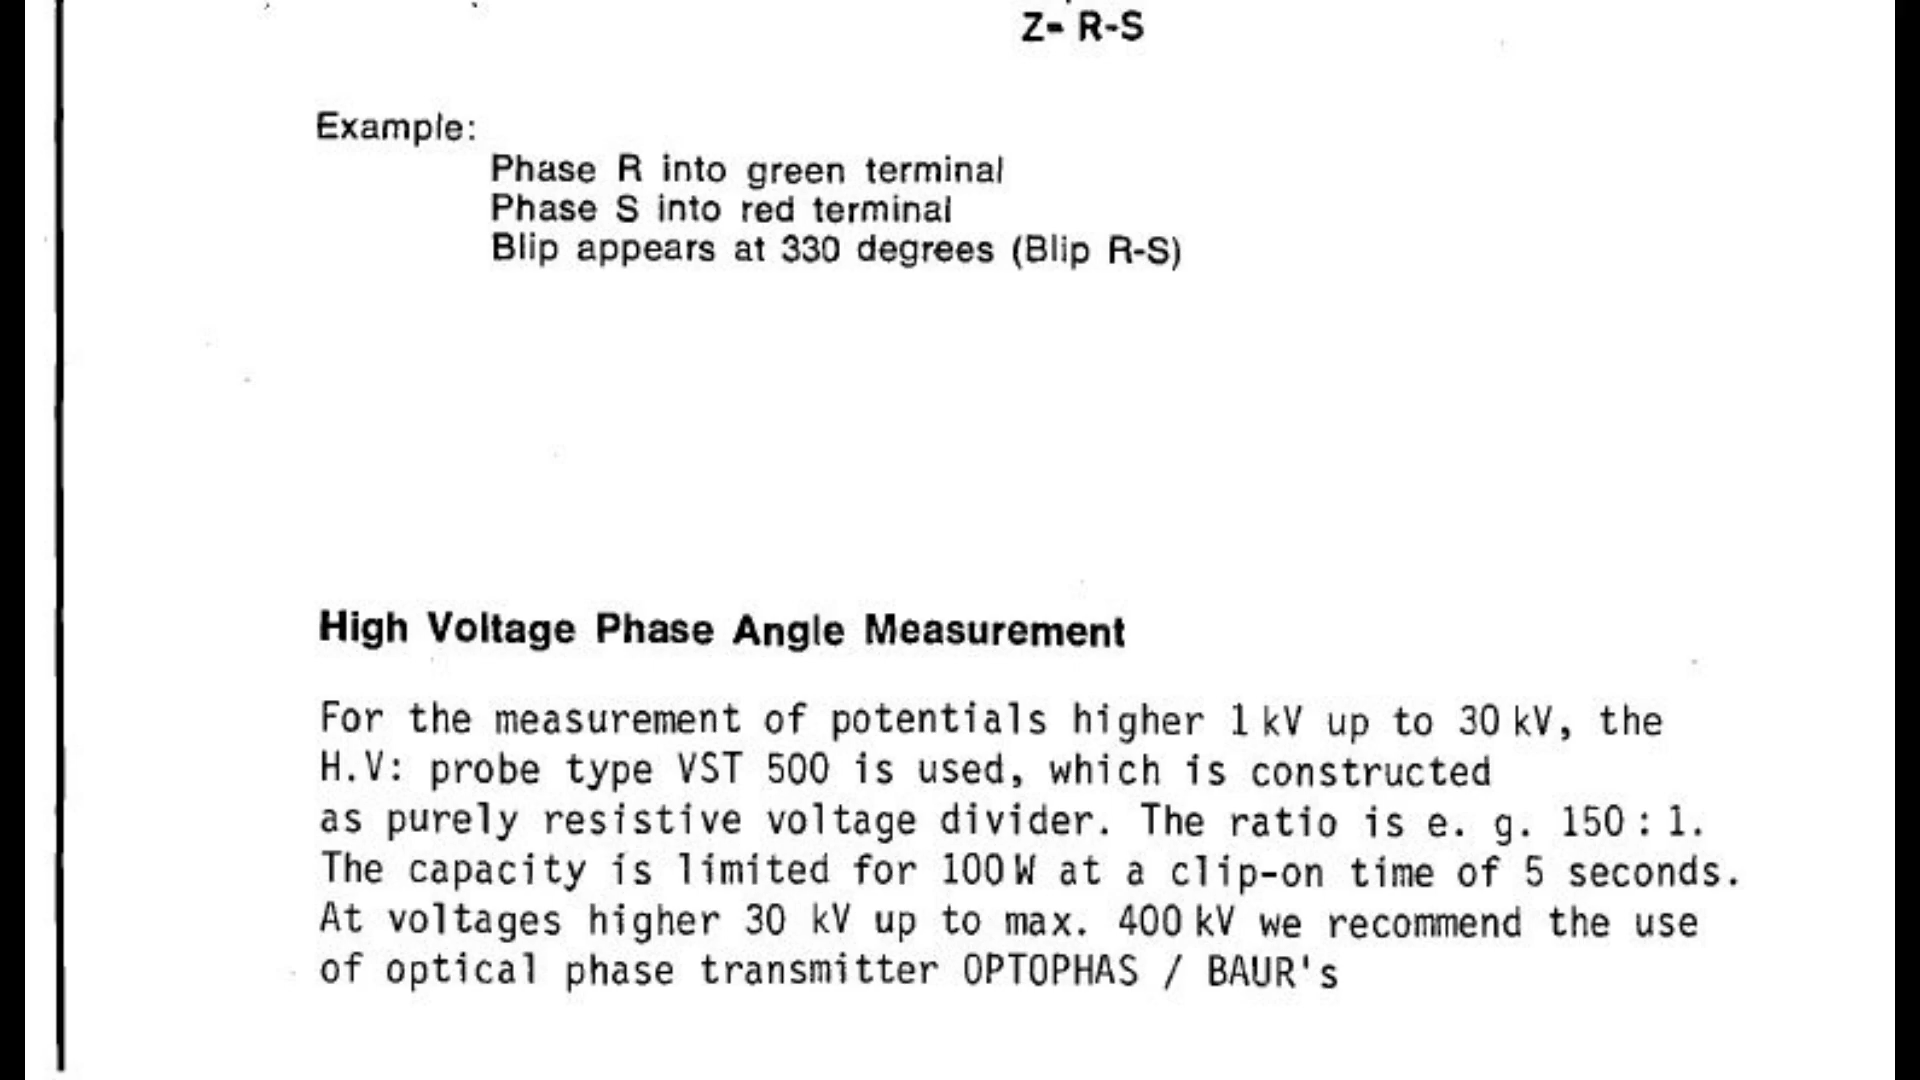 Z- R-S
Example:
Phase R into green terminal
Phase S into red terminal
Blip appears at 330 degrees (Blip R-S)
High Voltage Phase Angle Measurement
For the measurement of potentials higher 1 kV up to 30 kV, the
H.V: probe type VST 500 is used, which is constructed
as purely resistive voltage divider. The ratio is e. g. 150 : 1.
The capacity is limited for 100 W at a clip-on time of 5 seconds.
At voltages higher 30 kV up to max. 400 kV we recommend the use
of optical phase transmitter OPTOPHAS / BAUR's